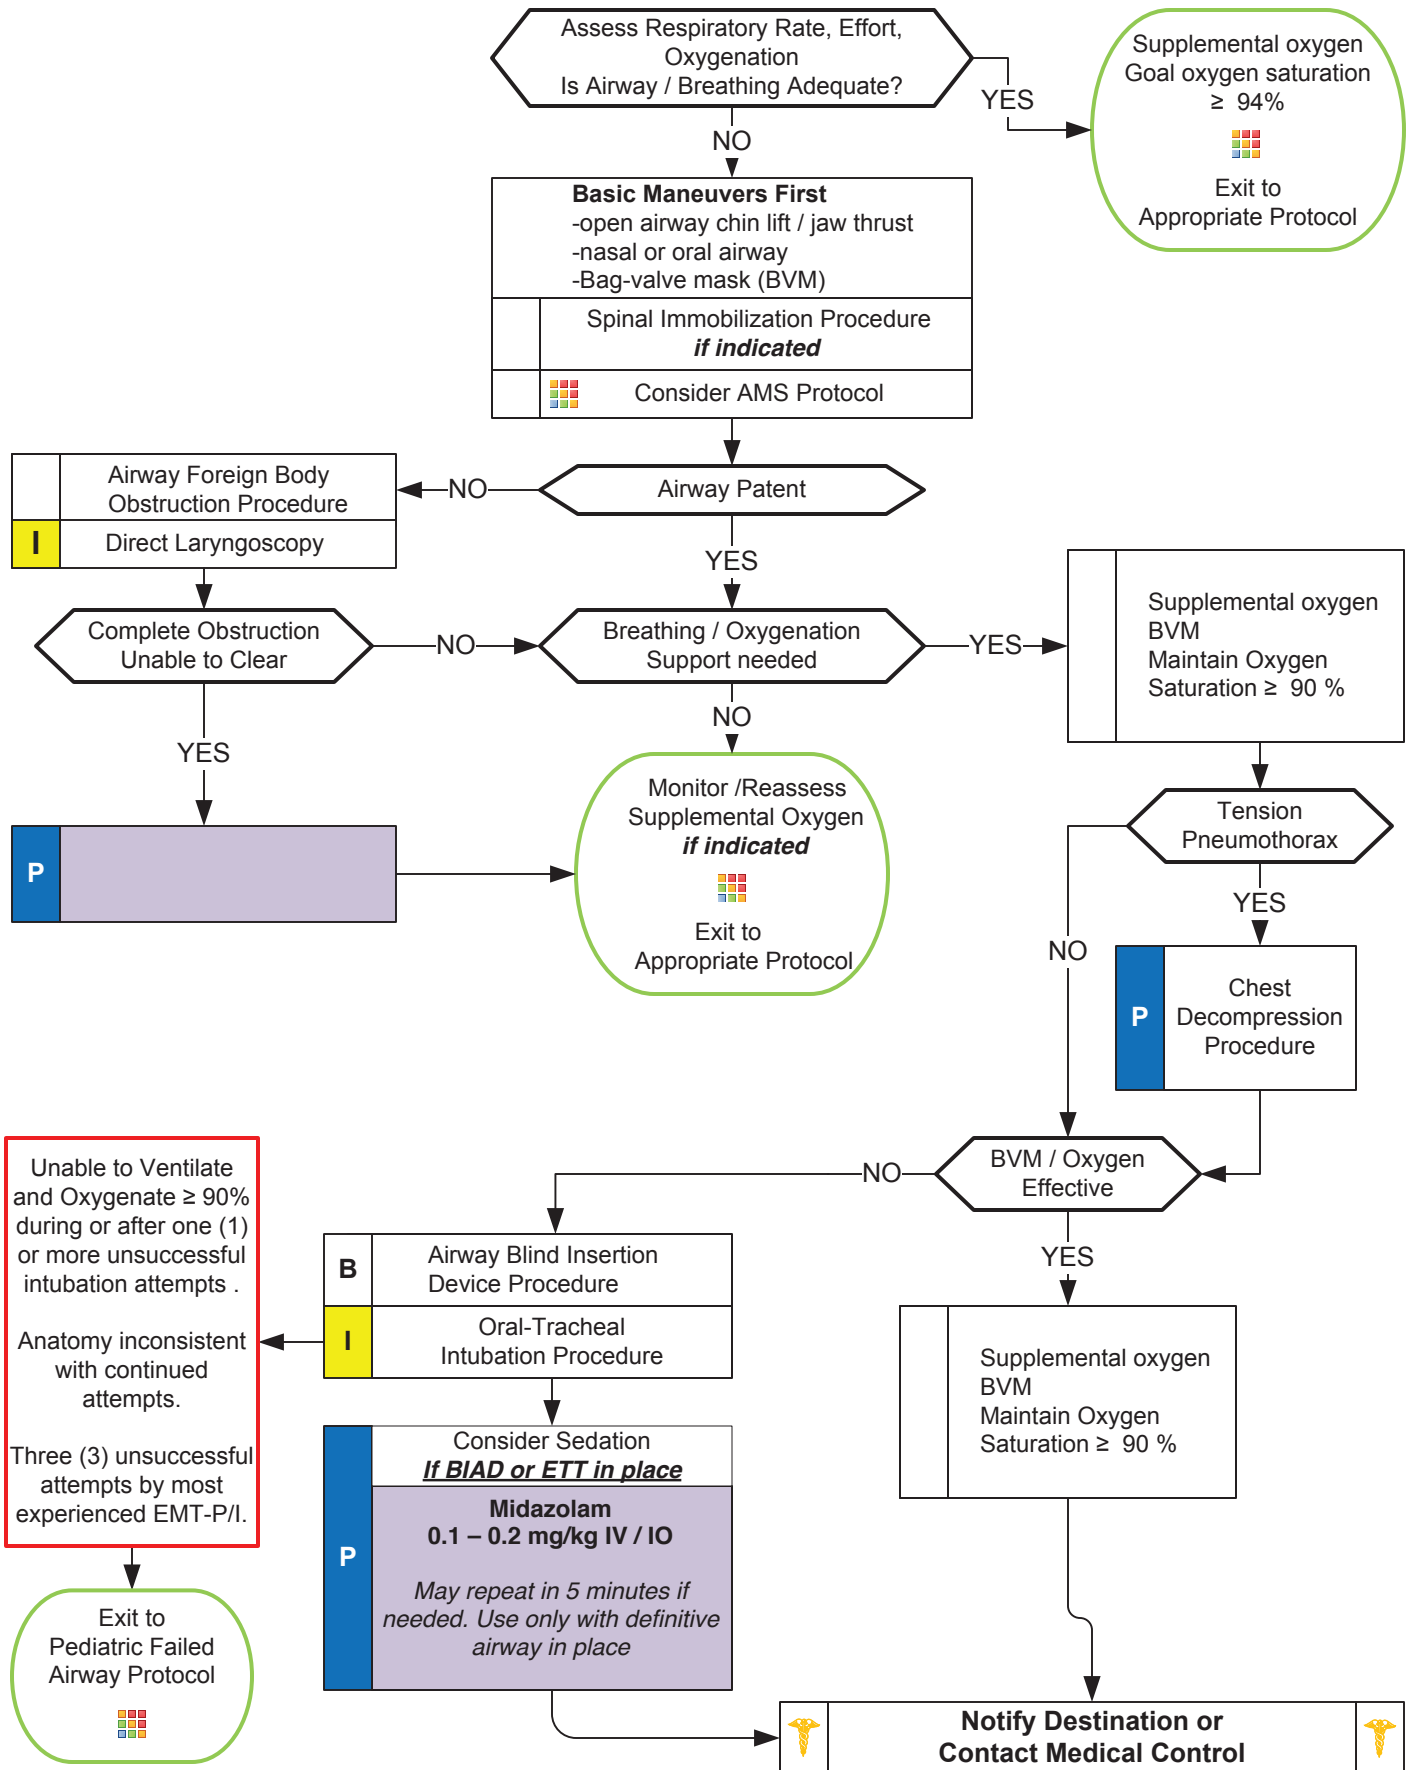 Assess Respiratory Rate, Effort,
Oxygenation
Is Airway / Breathing Adequate?
YES
Supplemental oxygen
Goal oxygen saturation
≥ 94%
Exit to
Appropriate Protocol
NO
Basic Maneuvers First
-open airway chin lift / jaw thrust
-nasal or oral airway
-Bag-valve mask (BVM)
Spinal Immobilization Procedure
if indicated
Consider AMS Protocol
Airway Patent
NO
Airway Foreign Body
Obstruction Procedure
I
Direct Laryngoscopy
YES
Complete Obstruction
Unable to Clear
NO
Breathing / Oxygenation
Support needed
YES
Supplemental oxygen
BVM
Maintain Oxygen
Saturation ≥ 90 %
YES
P
NO
Monitor /Reassess
Supplemental Oxygen
if indicated
Exit to
Appropriate Protocol
Tension
Pneumothorax
YES
NO
P
Chest
Decompression
Procedure
BVM / Oxygen
Effective
NO
YES
B
Airway Blind Insertion
Device Procedure
I
Oral-Tracheal
Intubation Procedure
Unable to Ventilate
and Oxygenate ≥ 90%
during or after one (1)
or more unsuccessful
intubation attempts .
Anatomy inconsistent
with continued
attempts.
Three (3) unsuccessful
attempts by most
experienced EMT-P/I.
Exit to
Pediatric Failed
Airway Protocol
P
Consider Sedation
If BIAD or ETT in place
Midazolam
0.1 – 0.2 mg/kg IV / IO
May repeat in 5 minutes if
needed. Use only with definitive
airway in place
Supplemental oxygen
BVM
Maintain Oxygen
Saturation ≥ 90 %
Notify Destination or
Contact Medical Control